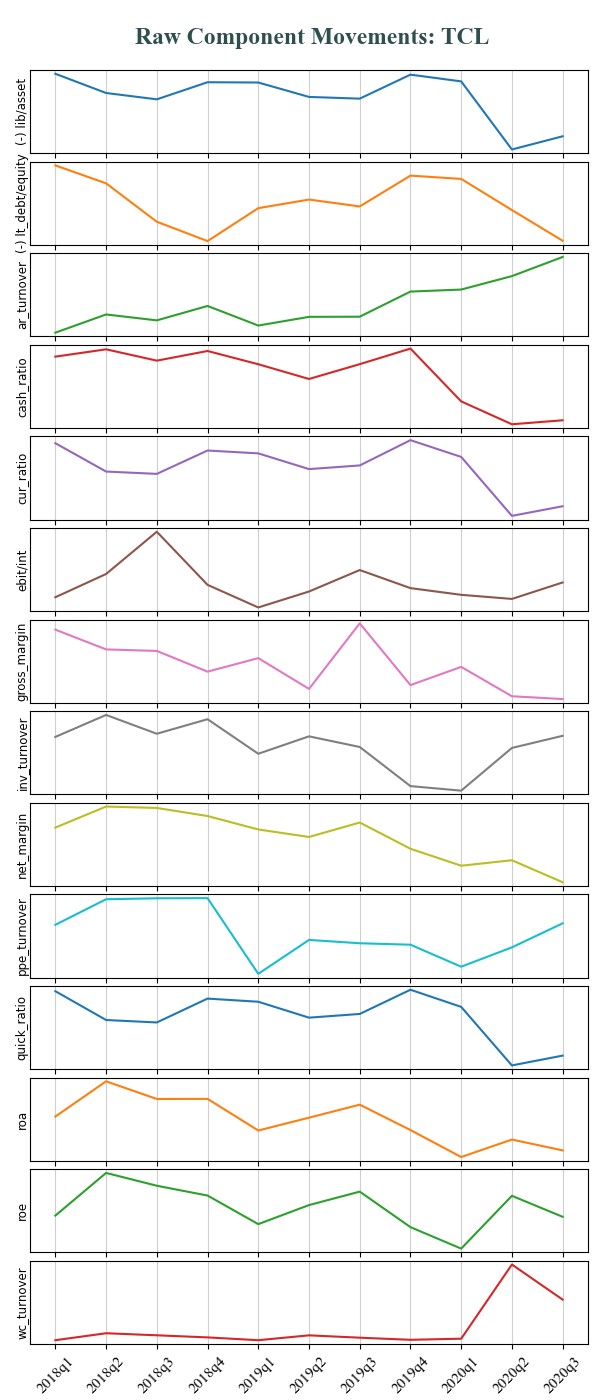 Raw Component Movements: TCL
(-) lib/asset
(-) lt_debt/equity
ar_turnover
cash_ratio
cur_ratio
ebit/int
gross_margin
inv_turnover
net_margin
ppe_turnover
quick_ratio
roa
roe
wc_turnover
2018q1 2018q2 2018q3 2018q4 2019q1 2019q2 2019q3 2019q4 2020q1 2020q2 2020q3